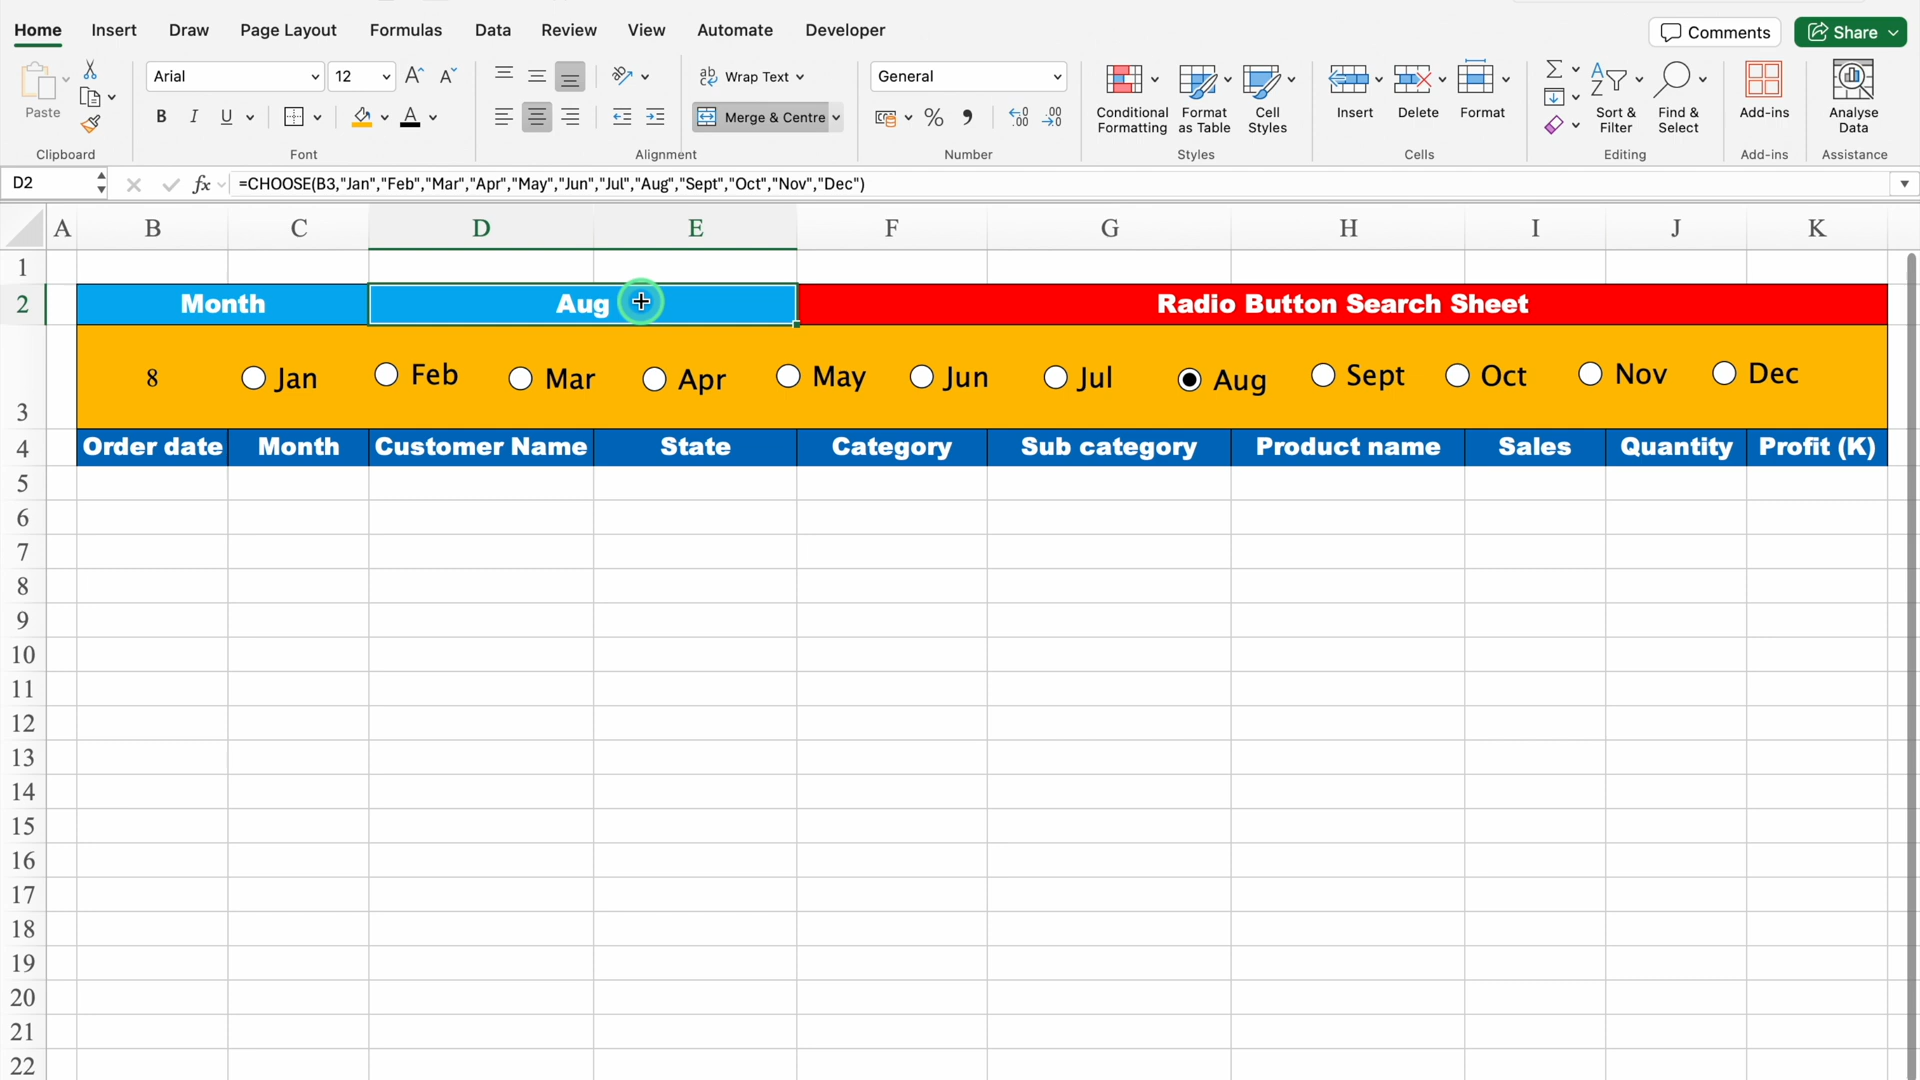 Home Insert Draw Page Layout Formulas Data Review View Automate Developer Comments Share
Paste Arial 12 B I U Wrap Text Merge & Centre General % Conditional Formatting Format as Table Cell Styles Insert Delete Format Sort & Filter Find & Select Add-ins Analyse Data
Clipboard Font Alignment Number Styles Cells Editing Add-ins Assistance
D2 fx =CHOOSE(B3,"Jan","Feb","Mar","Apr","May","Jun","Jul","Aug","Sept","Oct","Nov","Dec")
A B C D E F G H I J K
1
2 Month Aug Radio Button Search Sheet
3 8 Jan Feb Mar Apr May Jun Jul Aug Sept Oct Nov Dec
4 Order date Month Customer Name State Category Sub category Product name Sales Quantity Profit (K)
5
6
7
8
9
10
11
12
13
14
15
16
17
18
19
20
21
22